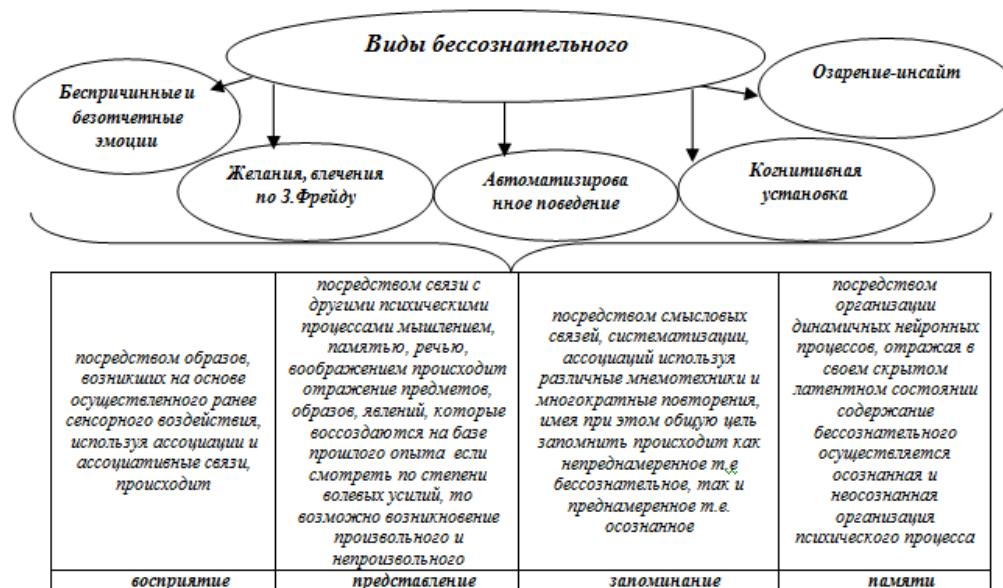 Виды бессознательного
Беспричинные и
безотчетные
эмоции
Озарение-инсайт
Желания, влечения
по З.Фрейду
Автоматизирова
нное поведение
Когнитивная
установка
посредством образов,
возникших на основе
осуществленного ранее
сенсорного воздействия,
используя ассоциации и
ассоциативные связи,
происходит
посредством связи с
другими психическими
процессами мышлением,
памятью, речью,
воображением происходит
отражение предметов,
образов, явлений, которые
воссоздаются на базе
прошлого опыта если
смотреть по степени
волевых усилий, то
возможно возникновение
произвольного и
непроизвольного
посредством смысловых
связей, систематизации,
ассоциаций используя
различные мнемотехники и
многократные повторения,
имея при этом общую цель
запомнить происходит как
непреднамеренное т.е
бессознательное, так и
преднамеренное т.е.
осознанное
посредством
организации
динамичных нейронных
процессов, отражая в
своем скрытом
латентном состоянии
содержание
бессознательного
осуществляется
осознанная и
неосознанная
организация
психического процесса
восприятие
представление
запоминание
памяти